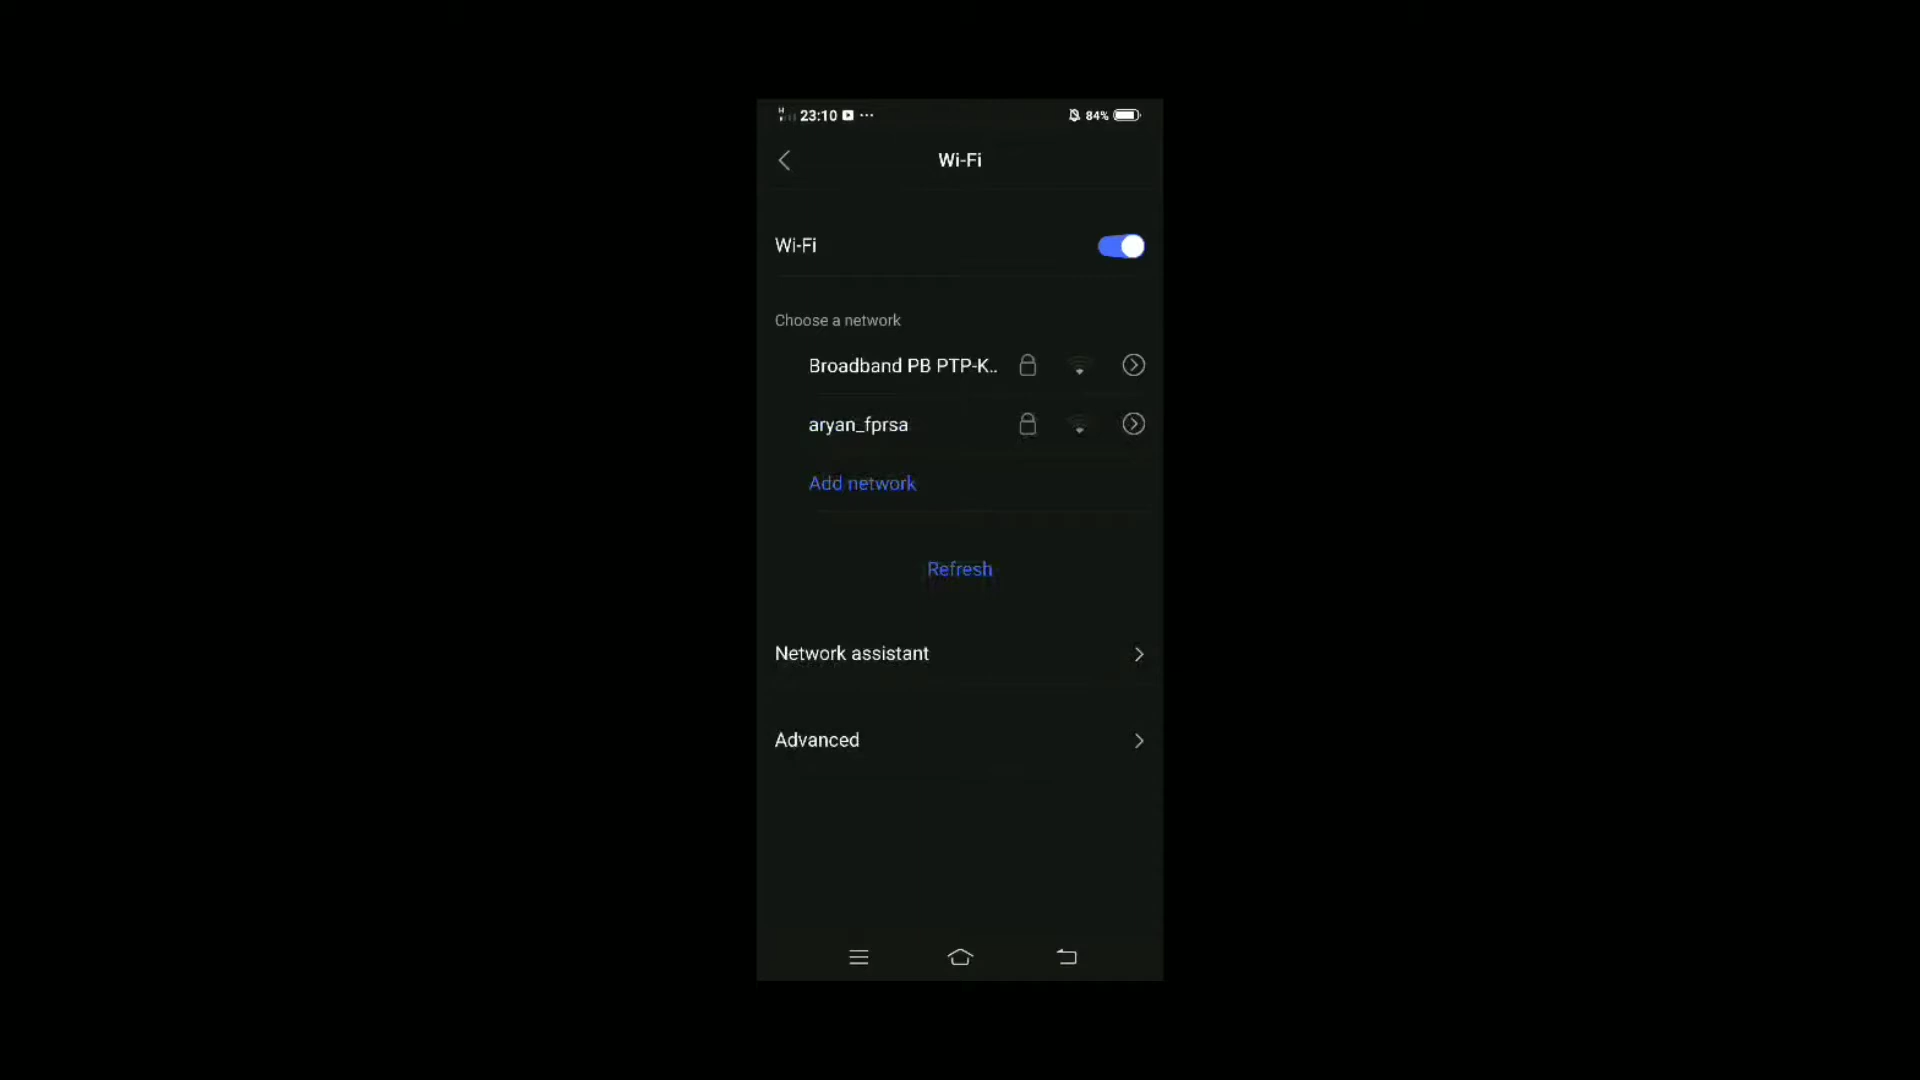 23:10 ··· 84%
Wi-Fi
Wi-Fi
Choose a network
Broadband PB PTP-K..
aryan_fprsa
Add network
Refresh
Network assistant
Advanced